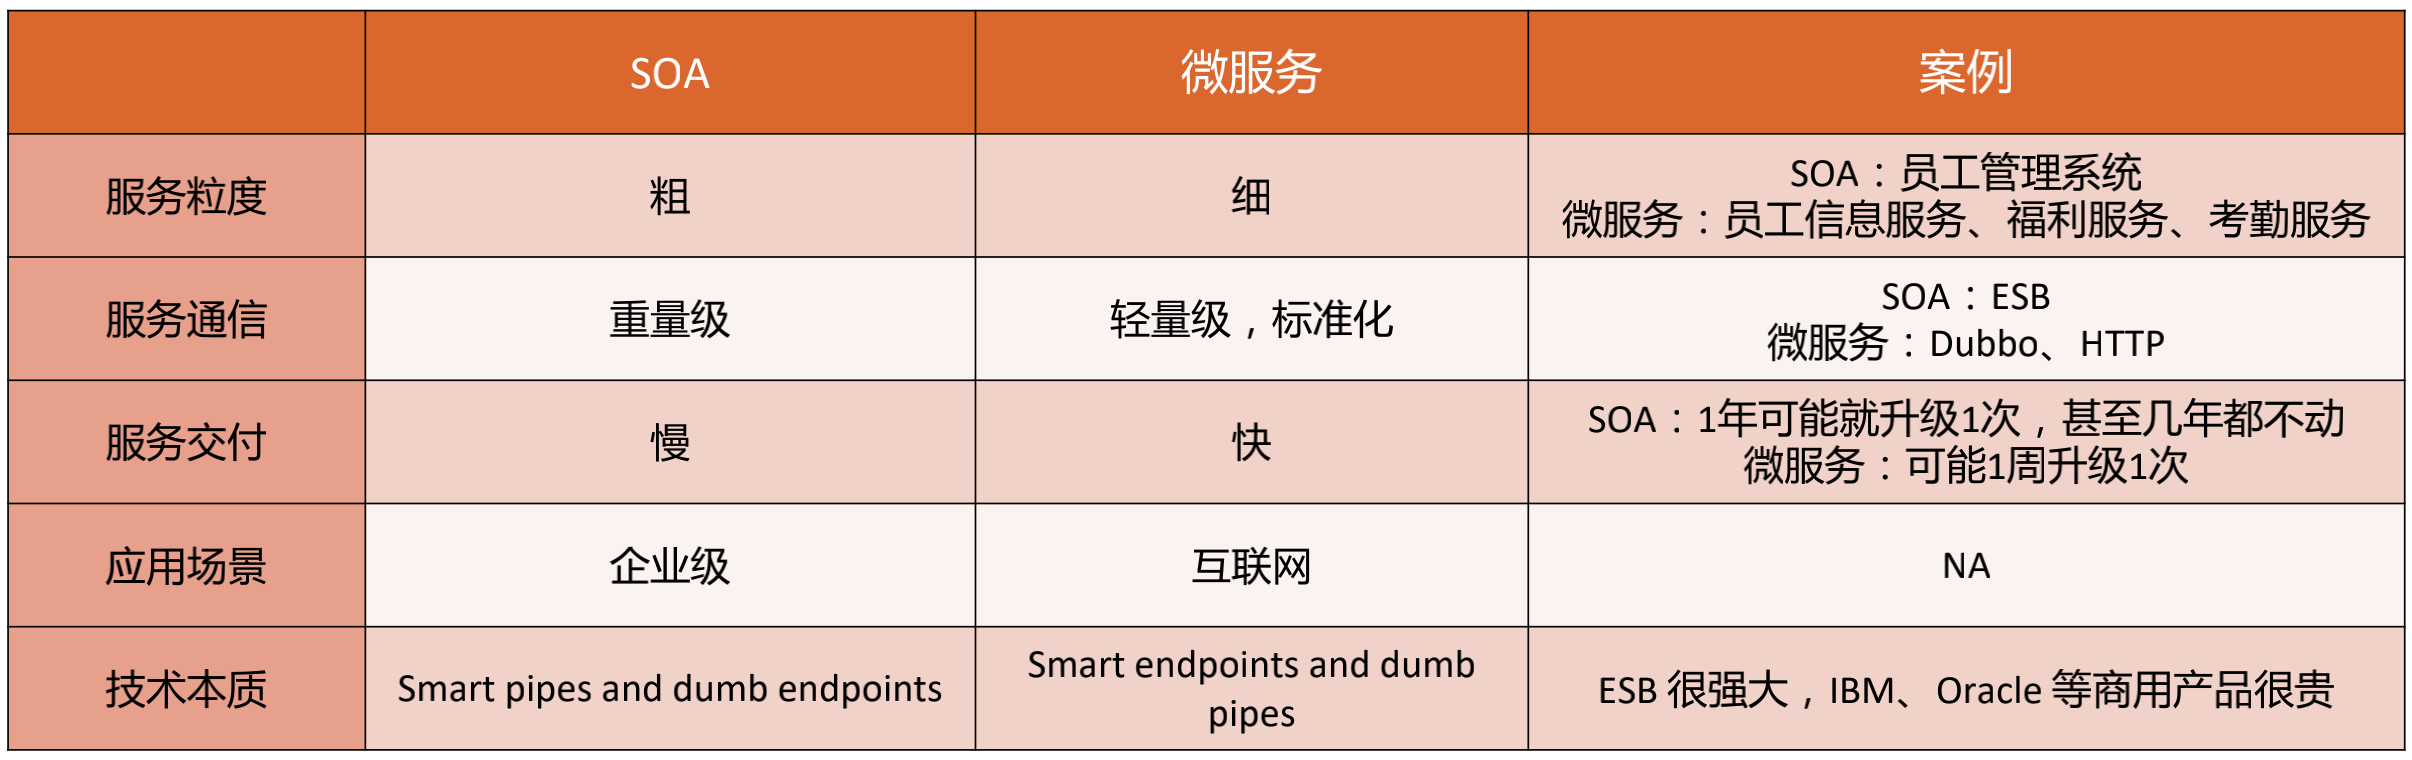 SOA
微服务
案例
服务粒度
粗
细
SOA：员工管理系统
微服务：员工信息服务、福利服务、考勤服务
服务通信
重量级
轻量级，标准化
SOA：ESB
微服务：Dubbo、HTTP
服务交付
慢
快
SOA：1年可能就升级1次，甚至几年都不动
微服务：可能1周升级1次
应用场景
企业级
互联网
NA
技术本质
Smart pipes and dumb endpoints
Smart endpoints and dumb
pipes
ESB 很强大，IBM、Oracle 等商用产品很贵